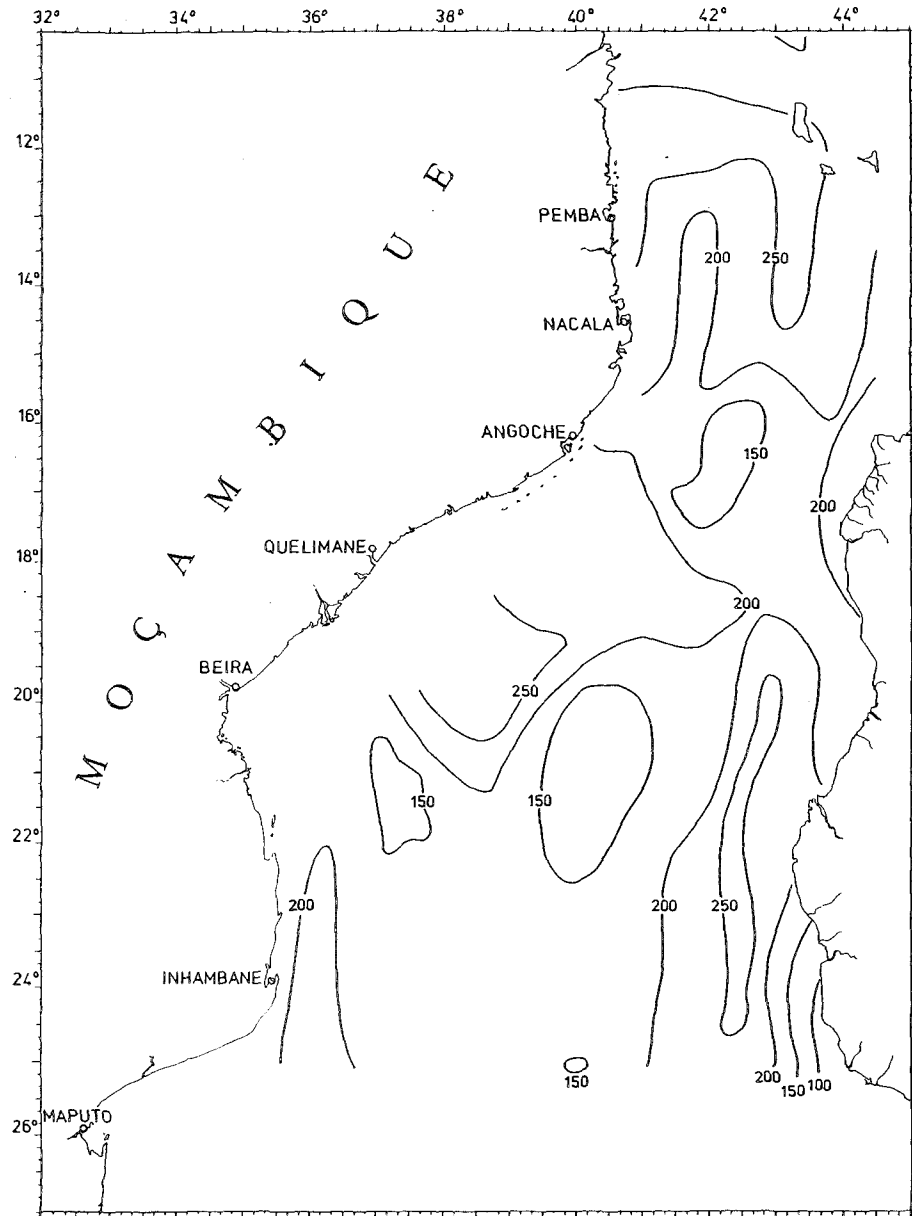 32° 34° 36° 38° 40° 42° 44°
12°
PEMBA
200 250
14°
NACALA
16°
ANGOCHE
150
200
QUELIMANE
18°
200
BEIRA
20°
250
150 150
22°
200 200 250
INHAMBANE
24°
200 150 100
150
MAPUTO
26°
MOÇAMBIQUE